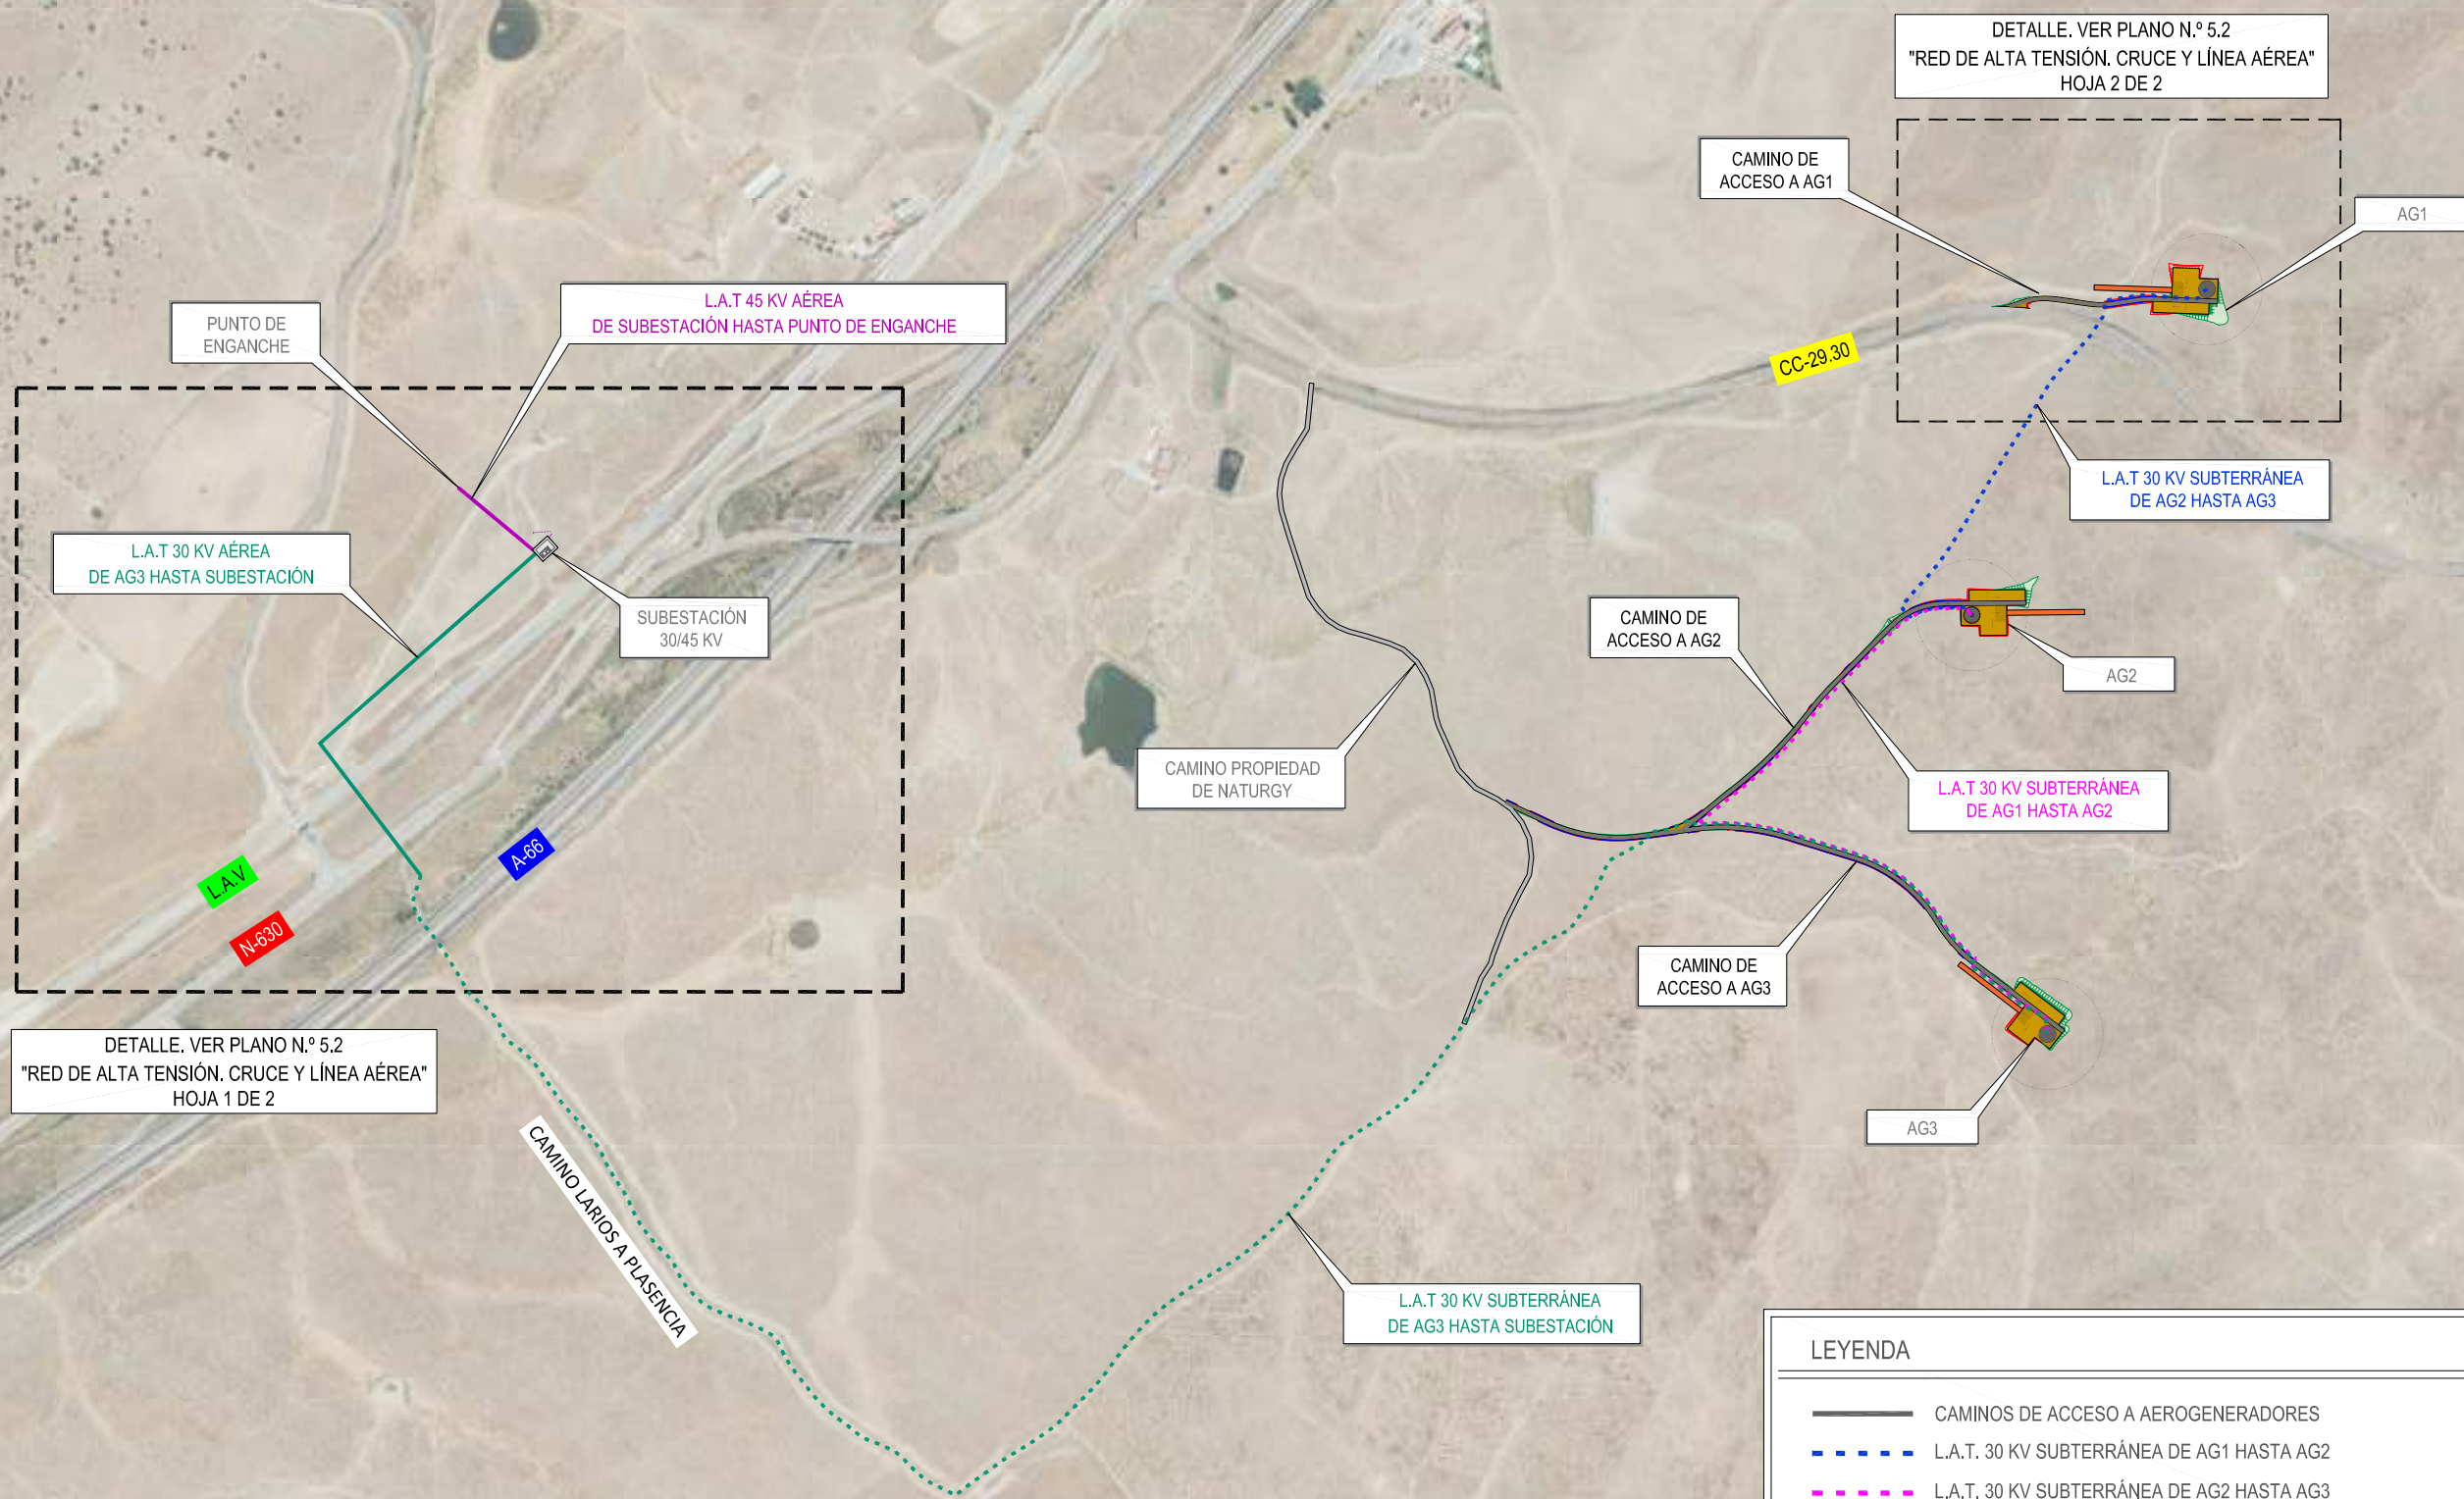 DETALLE. VER PLANO N.º 5.2
"RED DE ALTA TENSIÓN. CRUCE Y LÍNEA AÉREA"
HOJA 2 DE 2
CAMINO DE
ACCESO A AG1
AG1
L.A.T 45 KV AÉREA
DE SUBESTACIÓN HASTA PUNTO DE ENGANCHE
PUNTO DE
ENGANCHE
CC-29.30
L.A.T 30 KV SUBTERRÁNEA
DE AG2 HASTA AG3
L.A.T 30 KV AÉREA
DE AG3 HASTA SUBESTACIÓN
SUBESTACIÓN
30/45 KV
CAMINO DE
ACCESO A AG2
AG2
CAMINO PROPIEDAD
DE NATURGY
L.A.T 30 KV SUBTERRÁNEA
DE AG1 HASTA AG2
A-66
L.A.V
N-630
CAMINO DE
ACCESO A AG3
DETALLE. VER PLANO N.º 5.2
"RED DE ALTA TENSIÓN. CRUCE Y LÍNEA AÉREA"
HOJA 1 DE 2
AG3
CAMINO LARIOS A PLASENCIA
L.A.T 30 KV SUBTERRÁNEA
DE AG3 HASTA SUBESTACIÓN
LEYENDA
CAMINOS DE ACCESO A AEROGENERADORES
L.A.T. 30 KV SUBTERRÁNEA DE AG1 HASTA AG2
L.A.T. 30 KV SUBTERRÁNEA DE AG2 HASTA AG3